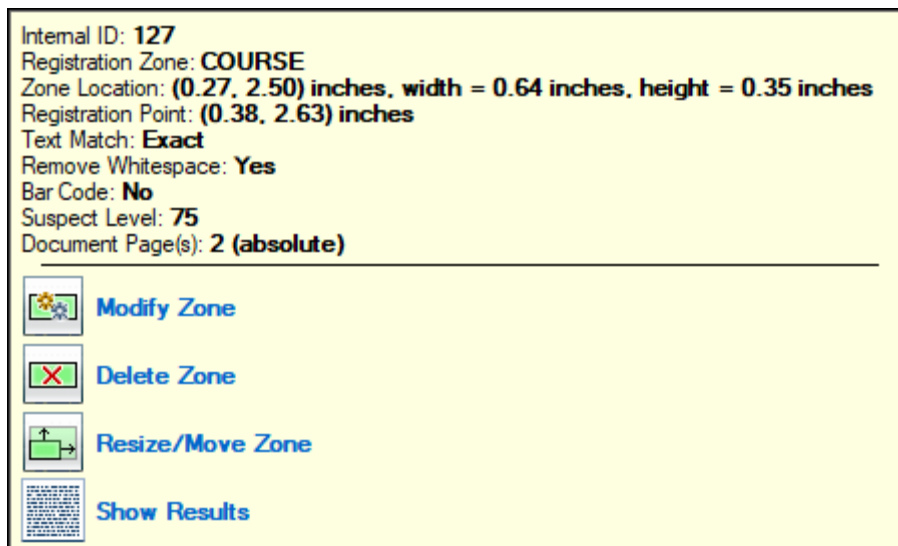 Internal ID: 127
Registration Zone: COURSE
Zone Location: (0.27, 2.50) inches, width = 0.64 inches, height = 0.35 inches
Registration Point: (0.38, 2.63) inches
Text Match: Exact
Remove Whitespace: Yes
Bar Code: No
Suspect Level: 75
Document Page(s): 2 (absolute)
Modify Zone
Delete Zone
Resize/Move Zone
Show Results